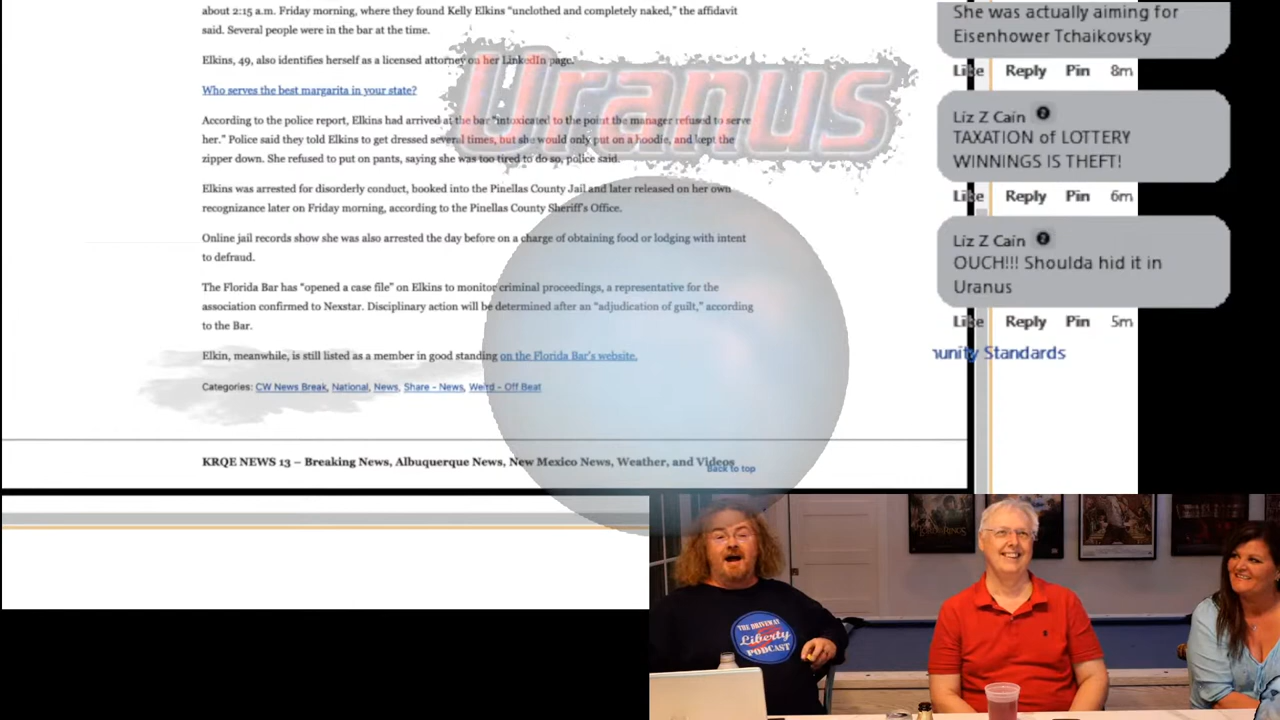 about 2:15 a.m. Friday morning, where they found Kelly Elkins “unclothed and completely naked,” the affidavit
said. Several people were in the bar at the time.
Elkins, 49, also identifies herself as a licensed attorney on her LinkedIn page.
Who serves the best margarita in your state?
According to the police report, Elkins had arrived at the bar “intoxicated to the point the manager refused to serve
her.” Police said they told Elkins to get dressed several times, but she would only put on a hoodie, and kept the
zipper down. She refused to put on pants, saying she was too tired to do so, police said.
Elkins was arrested for disorderly conduct, booked into the Pinellas County Jail and later released on her own
recognizance later on Friday morning, according to the Pinellas County Sheriff’s Office.
Online jail records show she was also arrested the day before on a charge of obtaining food or lodging with intent
to defraud.
The Florida Bar has “opened a case file” on Elkins to monitor criminal proceedings, a representative for the
association confirmed to Nexstar. Disciplinary action will be determined after an “adjudication of guilt,” according
to the Bar.
Elkin, meanwhile, is still listed as a member in good standing on the Florida Bar’s website.
Categories: CW News Break, National, News, Share - News, Weird - Off Beat
KRQE NEWS 13 – Breaking News, Albuquerque News, New Mexico News, Weather, and Videos
Back to top
Uranus
She was actually aiming for
Eisenhower Tchaikovsky
Like Reply Pin 8m
Liz Z Cain
TAXATION of LOTTERY
WINNINGS IS THEFT!
Like Reply Pin 6m
Liz Z Cain
OUCH!!! Shoulda hid it in
Uranus
Like Reply Pin 5m
unity Standards
THE DRIVEWAY
Liberty
PODCAST